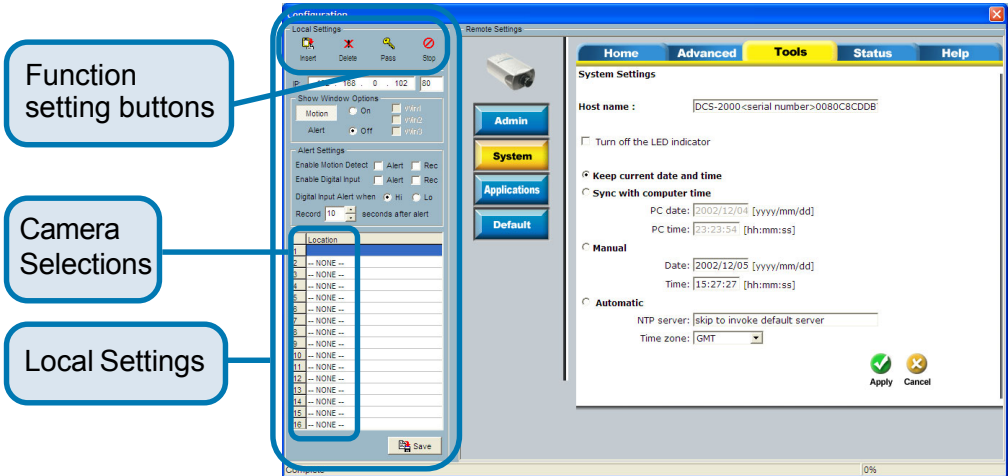 Function
setting buttons
Camera
Selections
Local Settings
Configuration
Local Settings
Insert Delete Pass Stop
168 . 0 . 102 80
Show Window Options
Motion On
Alert Off
Alert Settings
Enable Motion Detect Alert Rec
Enable Digital Input Alert Rec
Digital Input Alert when Hi Lo
Record 10 seconds after alert
Location
1
2 -- NONE --
3 -- NONE --
4 -- NONE --
5 -- NONE --
6 -- NONE --
7 -- NONE --
8 -- NONE --
9 -- NONE --
10 -- NONE --
11 -- NONE --
12 -- NONE --
13 -- NONE --
14 -- NONE --
15 -- NONE --
16 -- NONE --
Save
Complete
Remote Settings
Admin
System
Applications
Default
Home Advanced Tools Status Help
System Settings
Host name : DCS-2000<serial number>0080C8CDDB
Turn off the LED indicator
Keep current date and time
Sync with computer time
PC date: 2002/12/04 [yyyy/mm/dd]
PC time: 23:23:54 [hh:mm:ss]
Manual
Date: 2002/12/05 [yyyy/mm/dd]
Time: 15:27:27 [hh:mm:ss]
Automatic
NTP server: skip to invoke default server
Time zone: GMT
Apply Cancel
0%